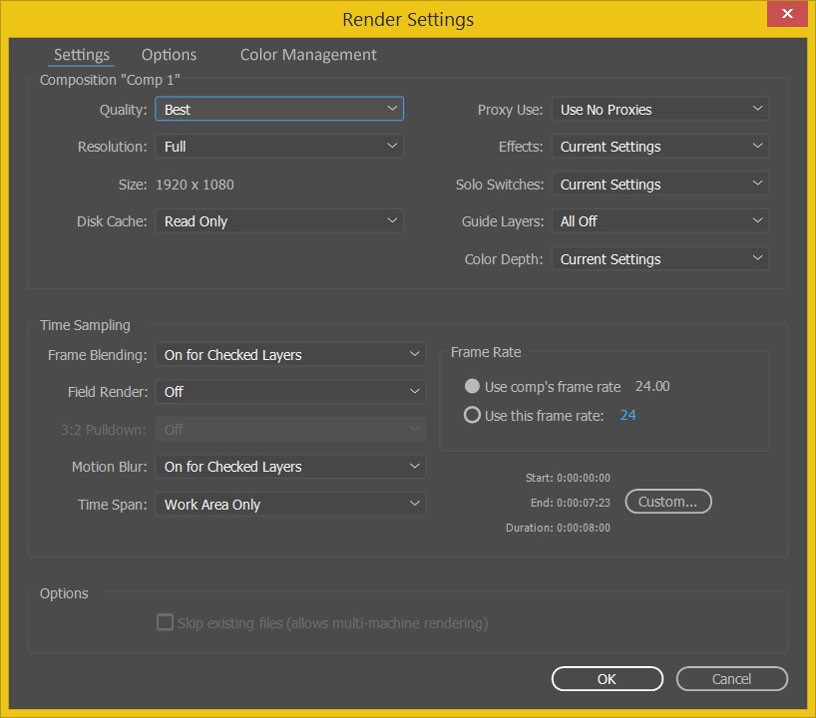 Render Settings
Settings Options Color Management
Composition "Comp 1"
Quality: Best
Proxy Use: Use No Proxies
Resolution: Full
Effects: Current Settings
Size: 1920 x 1080
Solo Switches: Current Settings
Disk Cache: Read Only
Guide Layers: All Off
Color Depth: Current Settings
Time Sampling
Frame Blending: On for Checked Layers
Field Render: Off
3:2 Pulldown: Off
Motion Blur: On for Checked Layers
Time Span: Work Area Only
Frame Rate
Use comp's frame rate 24.00
Use this frame rate: 24
Start: 0:00:00:00
End: 0:00:07:23
Custom...
Duration: 0:00:08:00
Options
Skip existing files (allows multi-machine rendering)
OK Cancel